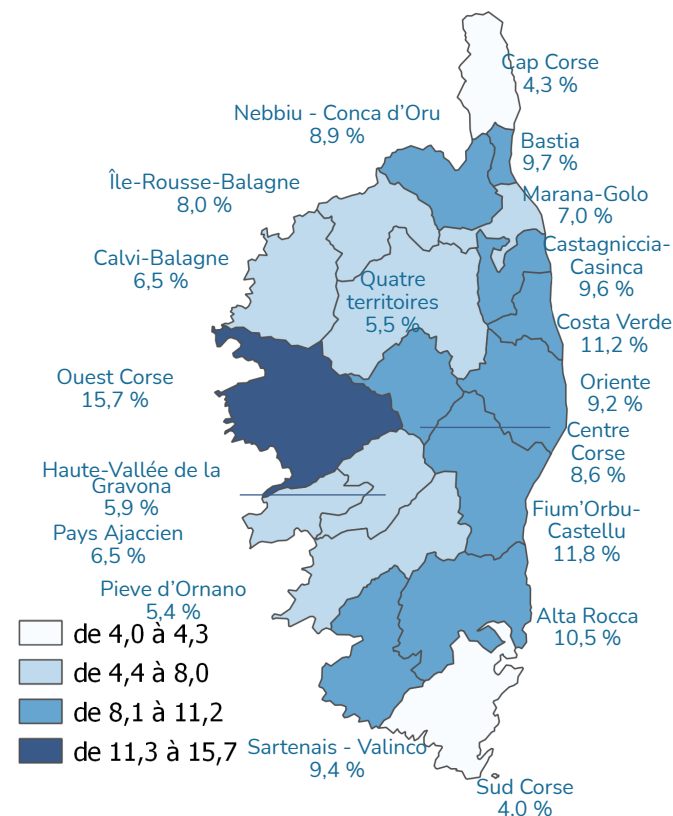 Cap Corse
4,3 %
Nebbiu - Conca d’Oru
8,9 %
Bastia
9,7 %
Île-Rousse-Balagne
8,0 %
Marana-Golo
7,0 %
Calvi-Balagne
6,5 %
Castagniccia-
Casinca
9,6 %
Quatre
territoires
5,5 %
Costa Verde
11,2 %
Ouest Corse
15,7 %
Oriente
9,2 %
Centre
Corse
8,6 %
Haute-Vallée de la
Gravona
5,9 %
Fium’Orbu-
Castellu
11,8 %
Pays Ajaccien
6,5 %
Pieve d’Ornano
5,4 %
Alta Rocca
10,5 %
de 4,0 à 4,3
de 4,4 à 8,0
de 8,1 à 11,2
de 11,3 à 15,7
Sartenais - Valinco
9,4 %
Sud Corse
4,0 %